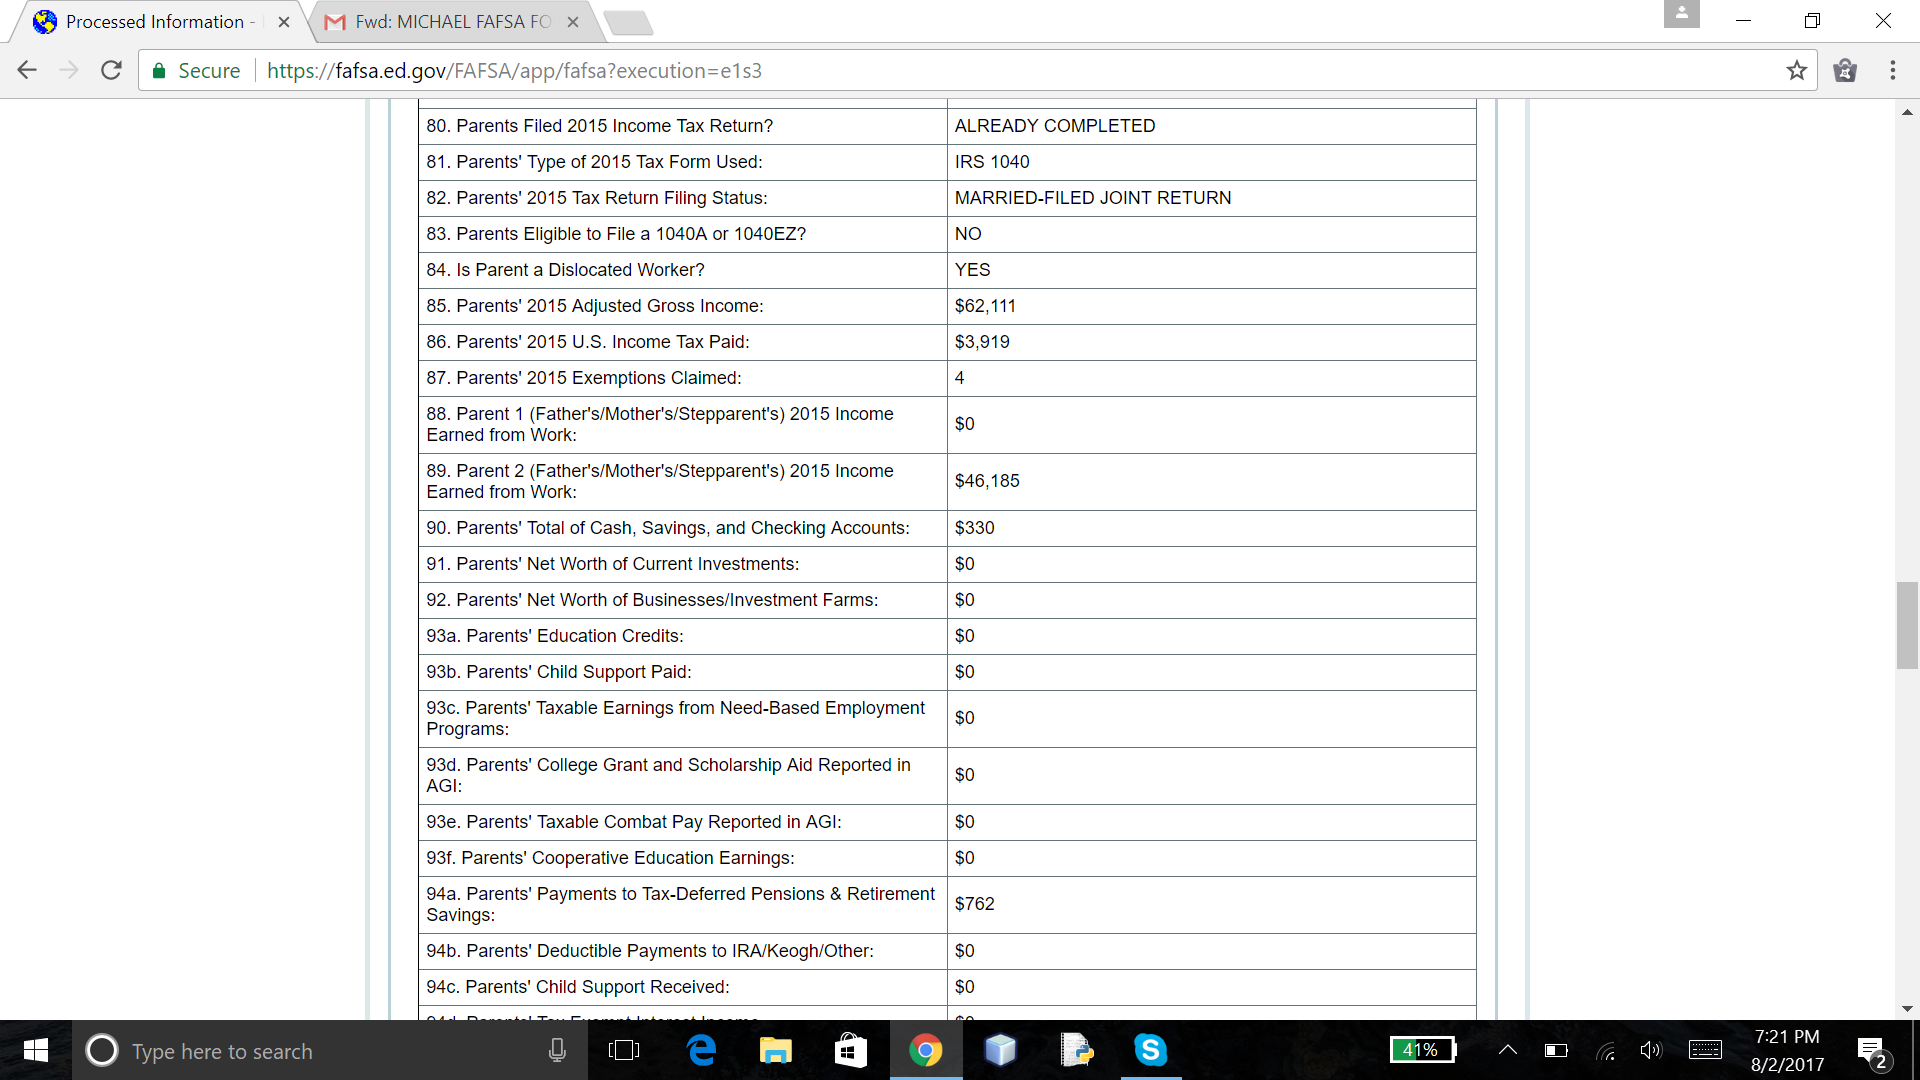 Processed Information -
Fwd: MICHAEL FAFSA FO
Secure
https://fafsa.ed.gov/FAFSA/app/fafsa?execution=e1s3
80. Parents Filed 2015 Income Tax Return?
ALREADY COMPLETED
81. Parents' Type of 2015 Tax Form Used:
IRS 1040
82. Parents' 2015 Tax Return Filing Status:
MARRIED-FILED JOINT RETURN
83. Parents Eligible to File a 1040A or 1040EZ?
NO
84. Is Parent a Dislocated Worker?
YES
85. Parents' 2015 Adjusted Gross Income:
$62,111
86. Parents' 2015 U.S. Income Tax Paid:
$3,919
87. Parents' 2015 Exemptions Claimed:
4
88. Parent 1 (Father's/Mother's/Stepparent's) 2015 Income
Earned from Work:
$0
89. Parent 2 (Father's/Mother's/Stepparent's) 2015 Income
Earned from Work:
$46,185
90. Parents' Total of Cash, Savings, and Checking Accounts:
$330
91. Parents' Net Worth of Current Investments:
$0
92. Parents' Net Worth of Businesses/Investment Farms:
$0
93a. Parents' Education Credits:
$0
93b. Parents' Child Support Paid:
$0
93c. Parents' Taxable Earnings from Need-Based Employment
Programs:
$0
93d. Parents' College Grant and Scholarship Aid Reported in
AGI:
$0
93e. Parents' Taxable Combat Pay Reported in AGI:
$0
93f. Parents' Cooperative Education Earnings:
$0
94a. Parents' Payments to Tax-Deferred Pensions & Retirement
Savings:
$762
94b. Parents' Deductible Payments to IRA/Keogh/Other:
$0
94c. Parents' Child Support Received:
$0
94d. Parents' Tax Exempt Interest Income
$0
Type here to search
41%
7:21 PM
8/2/2017
2